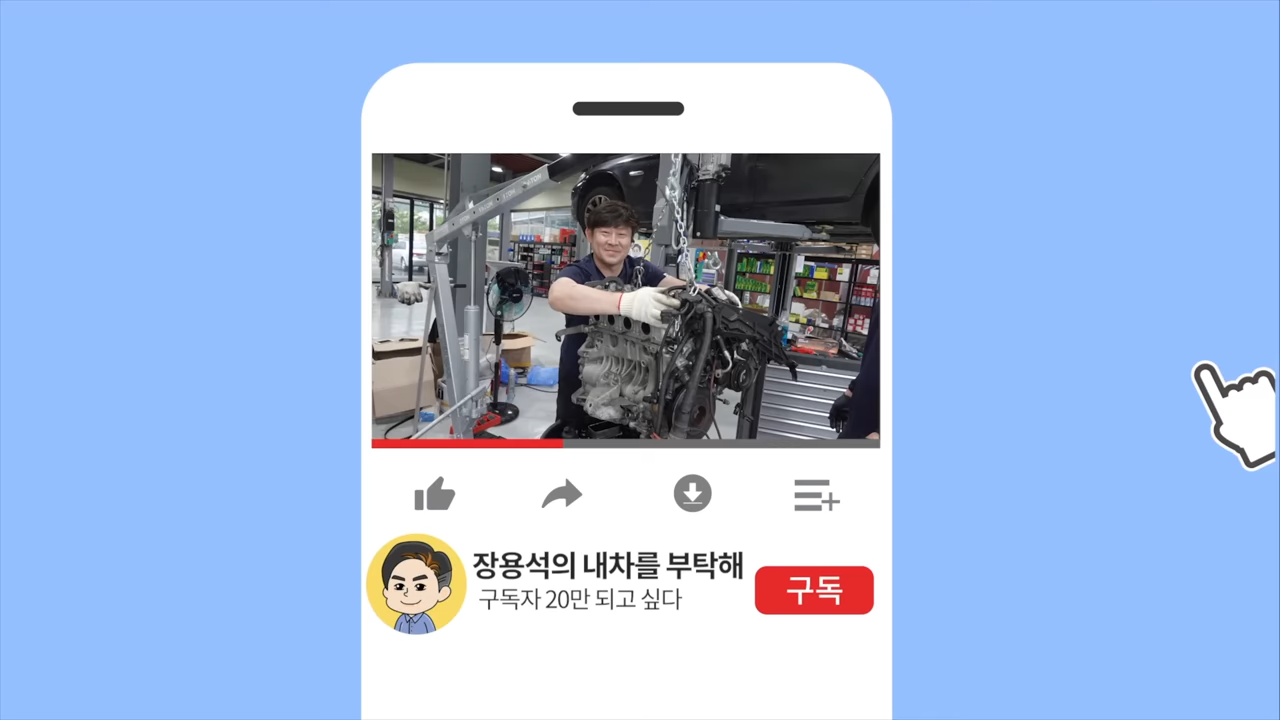 장용석의 내차를 부탁해
구독자 20만 되고 싶다
구독